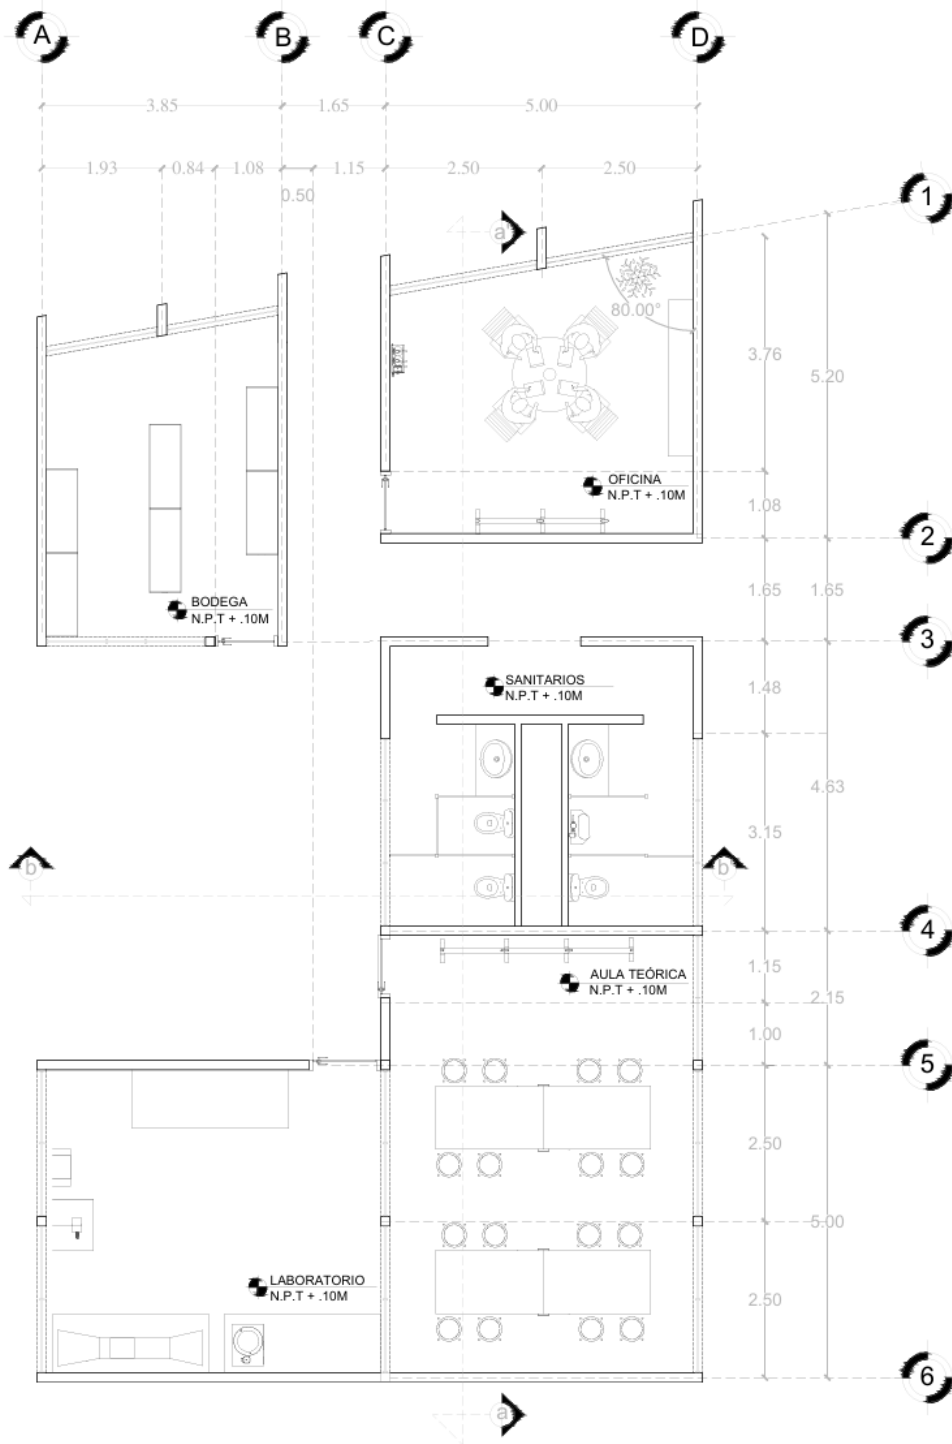 A B C D
3.85 1.65 5.00
1.93 0.84 1.08 1.15 2.50 2.50
0.50
1
a'
80.00°
3.76
5.20
OFICINA
N.P.T + .10M
1.08
2
1.65 1.65
BODEGA
N.P.T + .10M
3
SANITARIOS
N.P.T + .10M
1.48
4.63
3.15
b b'
4
1.15
AULA TEÓRICA
N.P.T + .10M
2.15
1.00
5
2.50
5.00
LABORATORIO
N.P.T + .10M
2.50
6
a